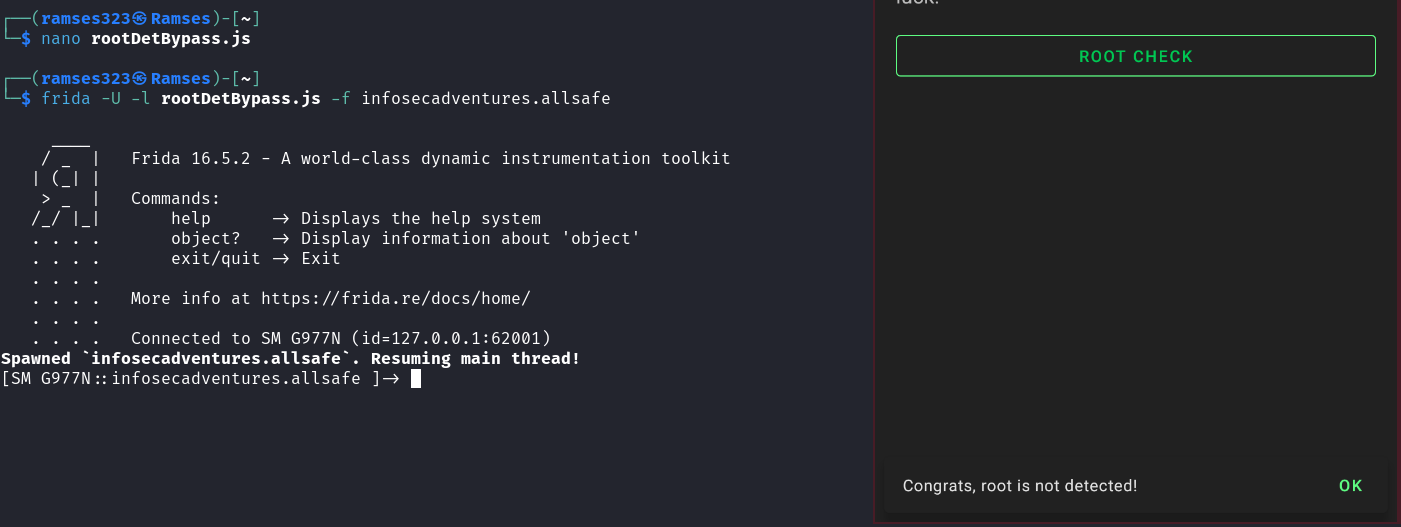 ┌──(ramses323㉿Ramses)-[~]
└─$ nano rootDetBypass.js
┌──(ramses323㉿Ramses)-[~]
└─$ frida -U -l rootDetBypass.js -f infosecadventures.allsafe
     ____
    / _  |   Frida 16.5.2 - A world-class dynamic instrumentation toolkit
   | (_| |
    > _  |   Commands:
   /_/ |_|       help      -> Displays the help system
   . . . .       object?   -> Display information about 'object'
   . . . .       exit/quit -> Exit
   . . . .
   . . . .   More info at https://frida.re/docs/home/
   . . . .
   . . . .   Connected to SM G977N (id=127.0.0.1:62001)
Spawned `infosecadventures.allsafe`. Resuming main thread!
[SM G977N::infosecadventures.allsafe ]->
ROOT CHECK
Congrats, root is not detected!
OK